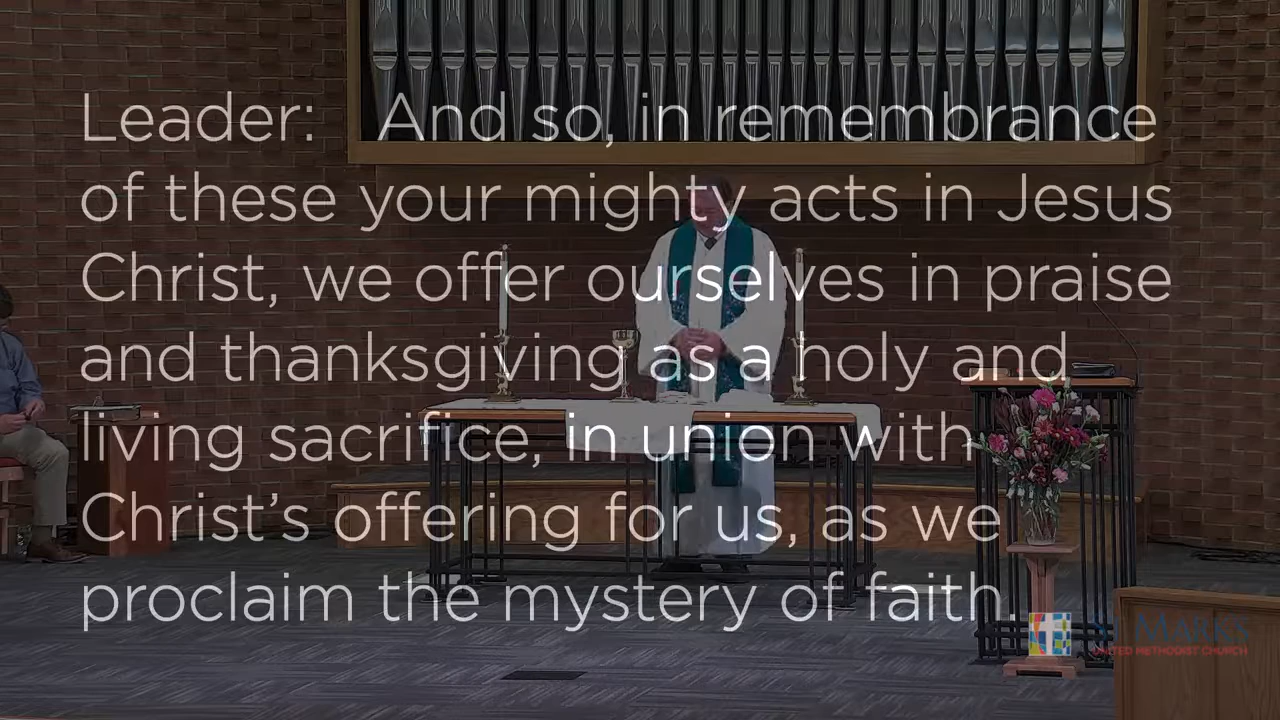 Leader: And so, in remembrance
of these your mighty acts in Jesus
Christ, we offer ourselves in praise
and thanksgiving as a holy and
living sacrifice, in union with
Christ’s offering for us, as we
proclaim the mystery of faith...
ST MARKS
UNITED METHODIST CHURCH